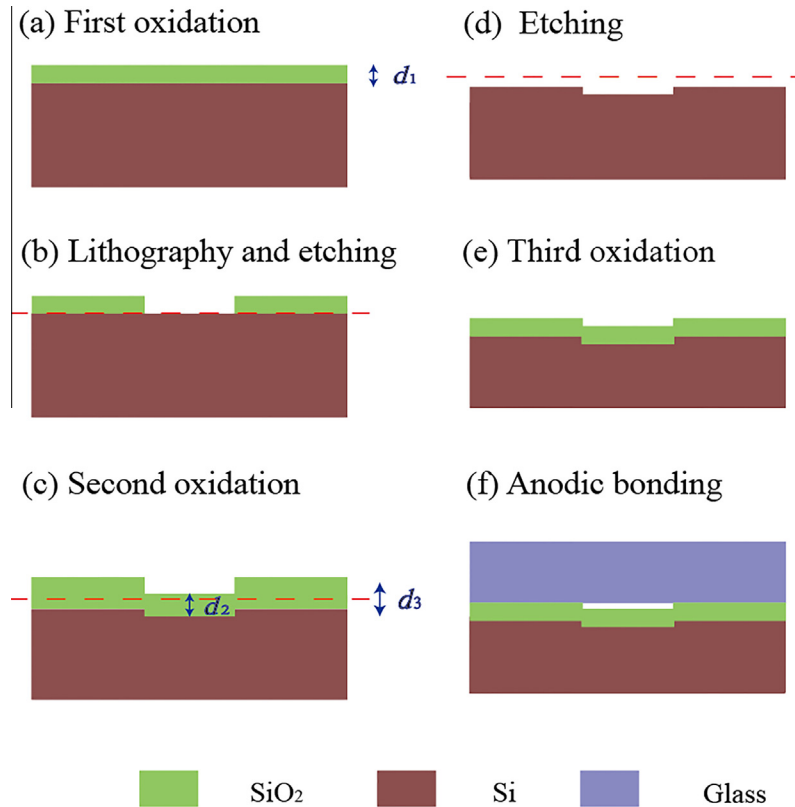 (a) First oxidation
d₁
(b) Lithography and etching
(c) Second oxidation
d₂
d₃
(d) Etching
(e) Third oxidation
(f) Anodic bonding
SiO₂
Si
Glass